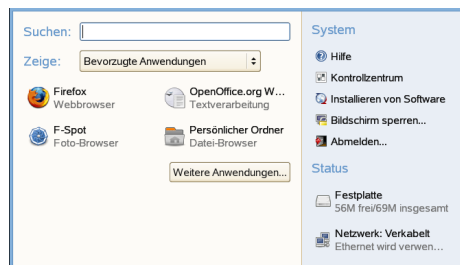 Suchen:
Zeige: Bevorzugte Anwendungen
Firefox
Webbrowser
OpenOffice.org W...
Textverarbeitung
F-Spot
Foto-Browser
Persönlicher Ordner
Datei-Browser
Weitere Anwendungen...
System
Hilfe
Kontrollzentrum
Installieren von Software
Bildschirm sperren...
Abmelden...
Status
Festplatte
56M frei/69M insgesamt
Netzwerk: Verkabelt
Ethernet wird verwen...